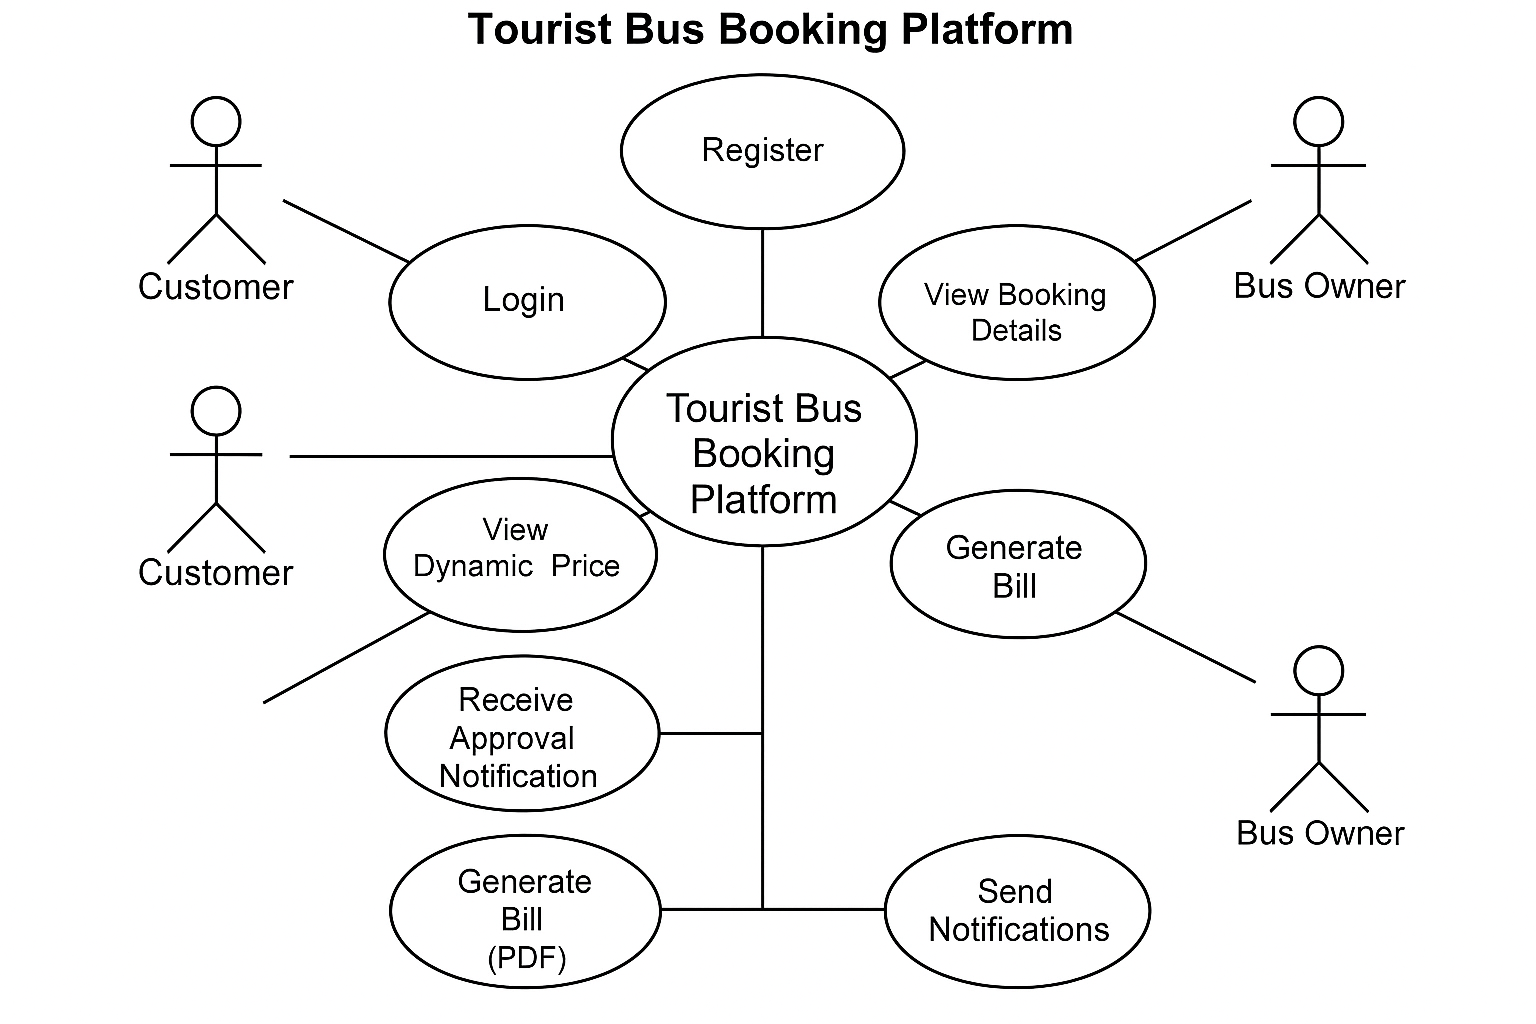 Tourist Bus Booking Platform
Register
Customer
Login
View Booking
Details
Bus Owner
Tourist Bus
Booking
Platform
Customer
View
Dynamic Price
Generate
Bill
Receive
Approval
Notification
Bus Owner
Generate
Bill
(PDF)
Send
Notifications